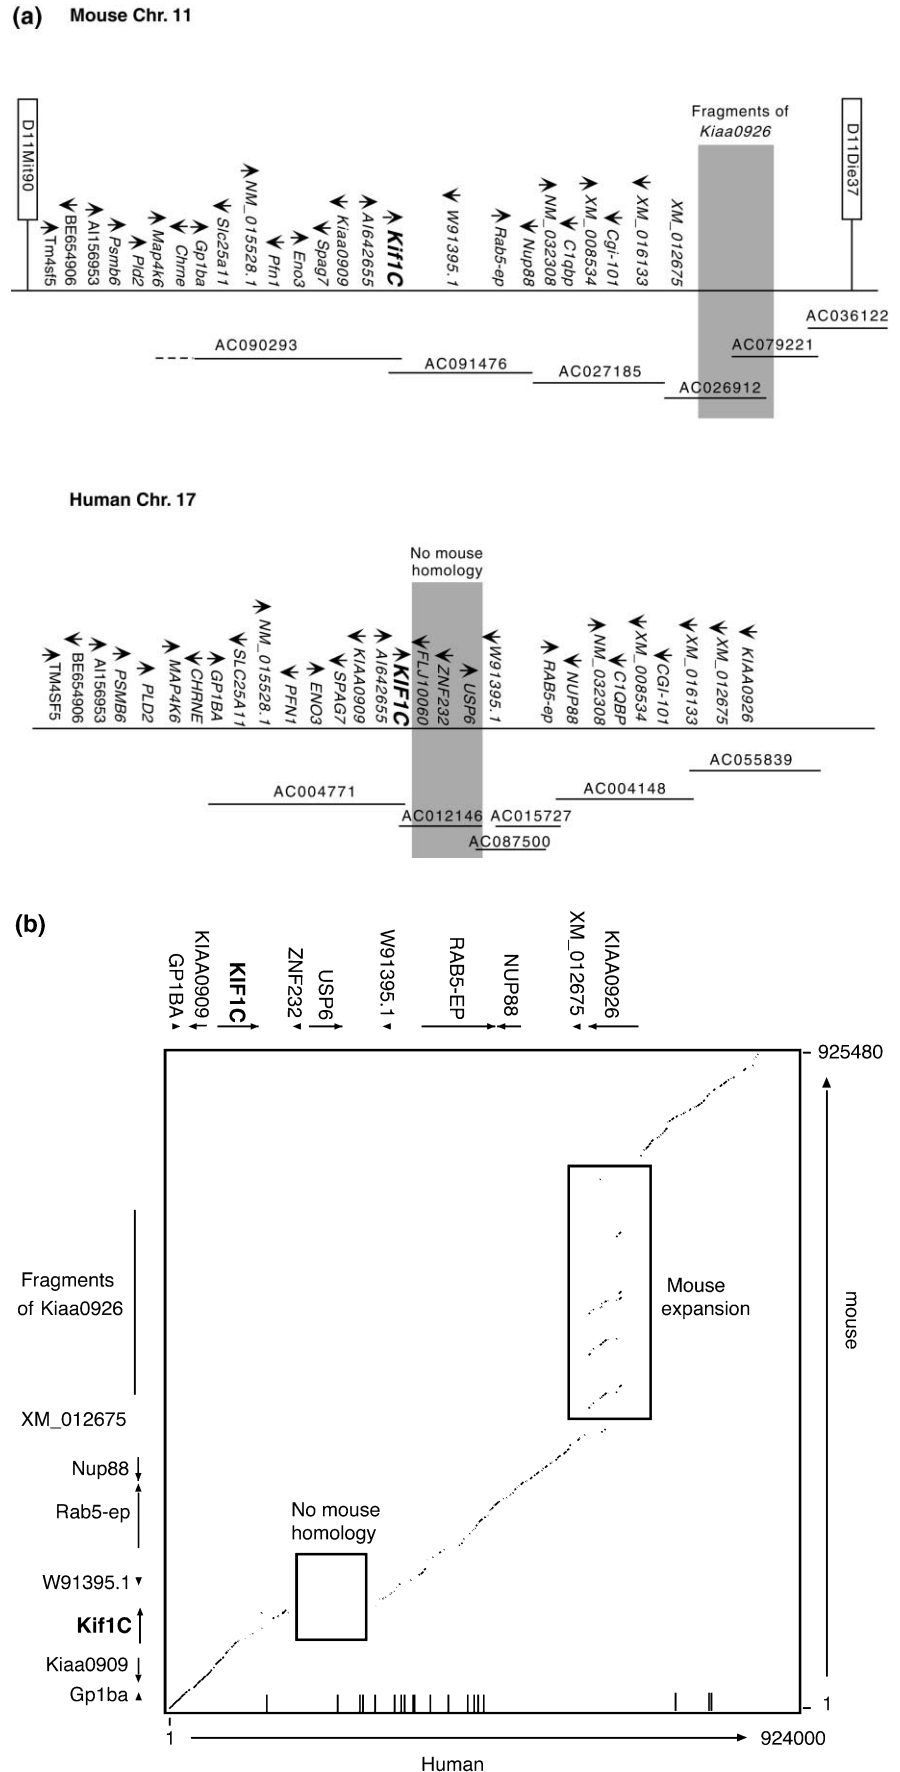 (a) Mouse Chr. 11
Fragments of
Kiaa0926
D11Mit90
D11Die37
Tm4sf5
BE654906
AI156953
Psmb6
Pld2
Map4k6
Chrne
Gp1ba
Slc25a11
NM_015528.1
Pfn1
Eno3
Spag7
Kiaa0909
AI642655
Kif1C
W91395.1
Rab5-ep
Nup88
NM_032308
C1qbp
XM_008534
Cgi-101
XM_016133
XM_012675
AC036122
AC090293
AC079221
AC091476
AC027185
AC026912
Human Chr. 17
No mouse
homology
TM4SF5
BE654906
AI156953
PSMB6
PLD2
MAP4K6
CHRNE
GP1BA
SLC25A11
NM_015528.1
PFN1
ENO3
SPAG7
KIAA0909
AI642655
KIF1C
FLJ10060
ZNF232
USP6
W91395.1
RAB5-ep
NUP88
NM_032308
C1QBP
XM_008534
CGI-101
XM_016133
XM_012675
KIAA0926
AC055839
AC004771
AC004148
AC012146
AC015727
AC087500
(b)
GP1BA
KIAA0909
KIF1C
ZNF232
USP6
W91395.1
RAB5-EP
NUP88
XM_012675
KIAA0926
925480
Fragments
of Kiaa0926
Mouse
expansion
mouse
XM_012675
Nup88
Rab5-ep
No mouse
homology
W91395.1
Kif1C
Kiaa0909
Gp1ba
1
1
924000
Human